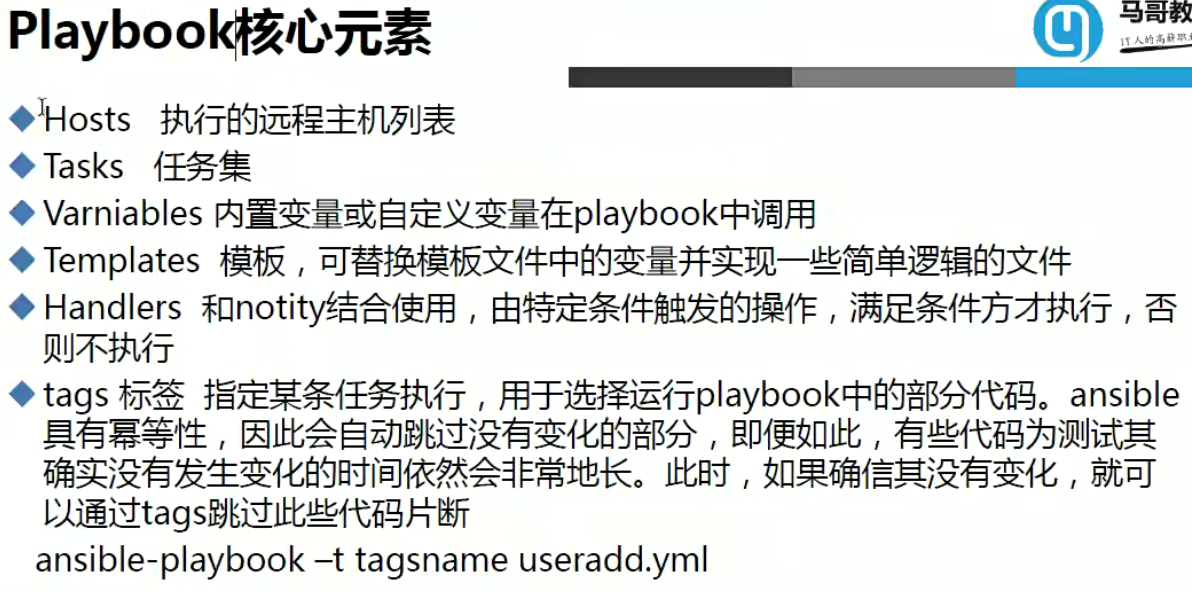 Playbook核心元素
马哥教
IT人的高薪职业
Hosts 执行的远程主机列表
Tasks 任务集
Varniables 内置变量或自定义变量在playbook中调用
Templates 模板，可替换模板文件中的变量并实现一些简单逻辑的文件
Handlers 和notity结合使用，由特定条件触发的操作，满足条件方才执行，否
则不执行
tags 标签 指定某条任务执行，用于选择运行playbook中的部分代码。ansible
具有幂等性，因此会自动跳过没有变化的部分，即便如此，有些代码为测试其
确实没有发生变化的时间依然会非常地长。此时，如果确信其没有变化，就可
以通过tags跳过此些代码片断
ansible-playbook –t tagsname useradd.yml